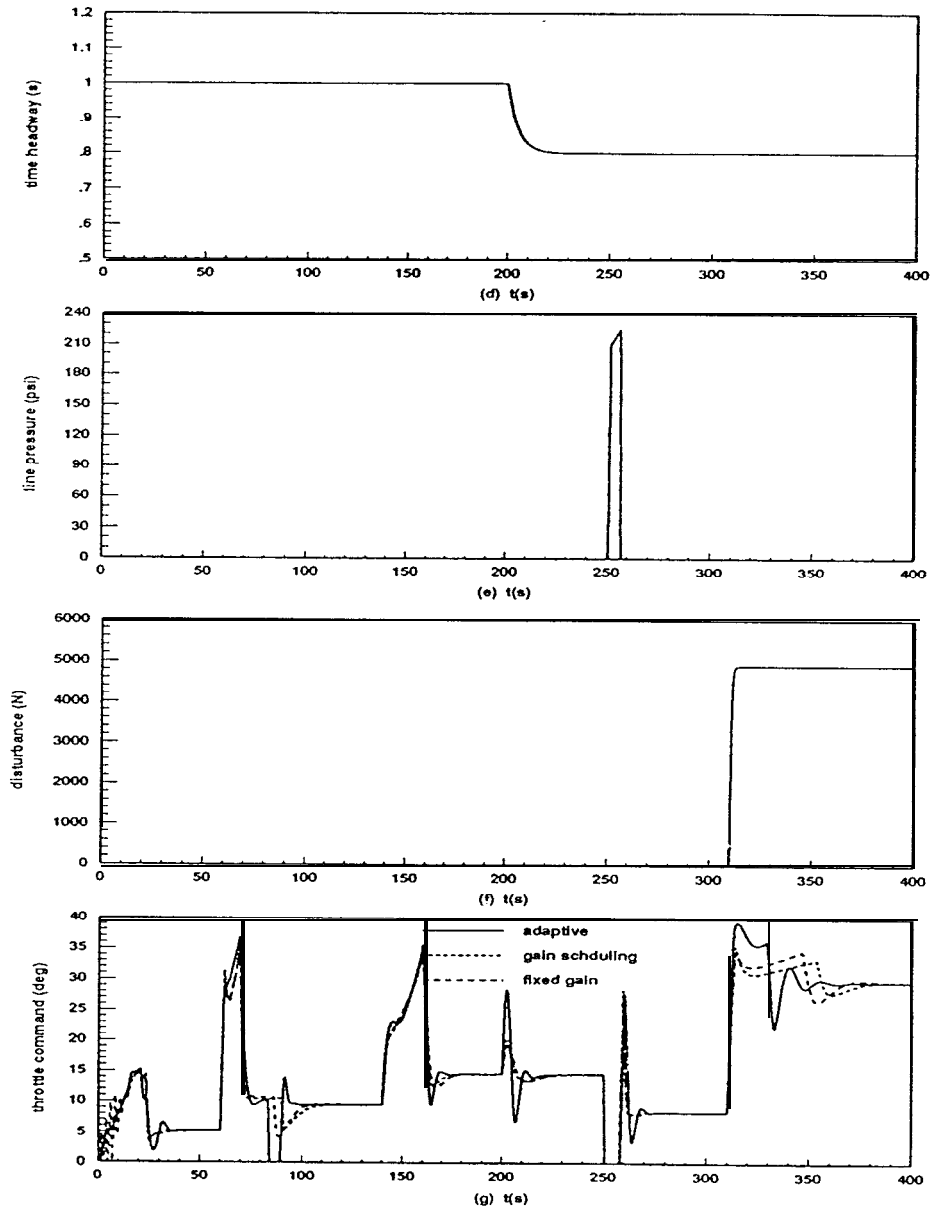 1.2
1.1
1
.9
.8
.7
.6
.5
time headway (s)
0 50 100 150 200 250 300 350 400
(d) t(s)
240
210
180
150
120
90
60
30
0
line pressure (psi)
0 50 100 150 200 250 300 350 400
(e) t(s)
6000
5000
4000
3000
2000
1000
0
disturbance (N)
0 50 100 150 200 250 300 350 400
(f) t(s)
40
35
30
25
20
15
10
5
0
throttle command (deg)
adaptive
gain schduling
fixed gain
0 50 100 150 200 250 300 350 400
(g) t(s)